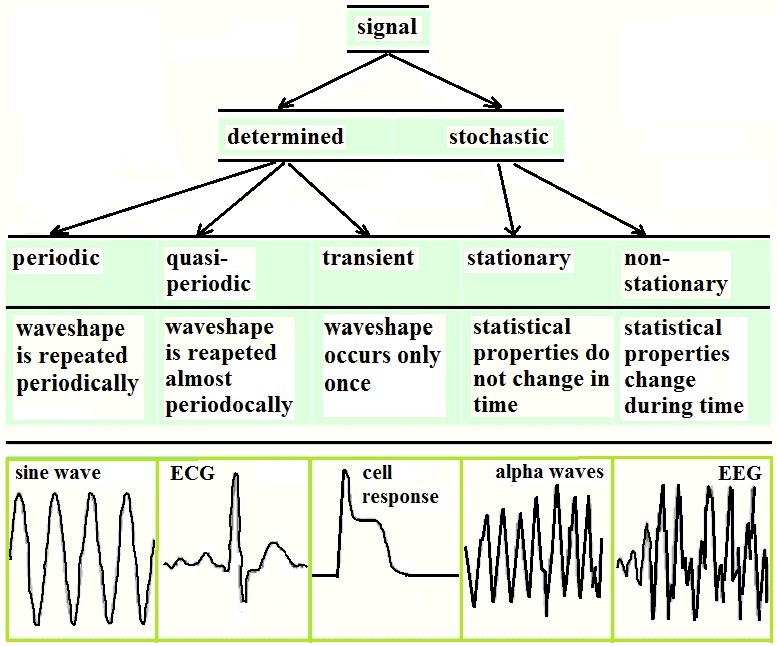 signal
determined
stochastic
periodic
quasi-
periodic
transient
stationary
non-
stationary
waveshape
is repeated
periodically
waveshape
is reapeted
almost
periodocally
waveshape
occurs only
once
statistical
properties do
not change in
time
statistical
properties
change
during time
sine wave
ECG
cell
response
alpha waves
EEG